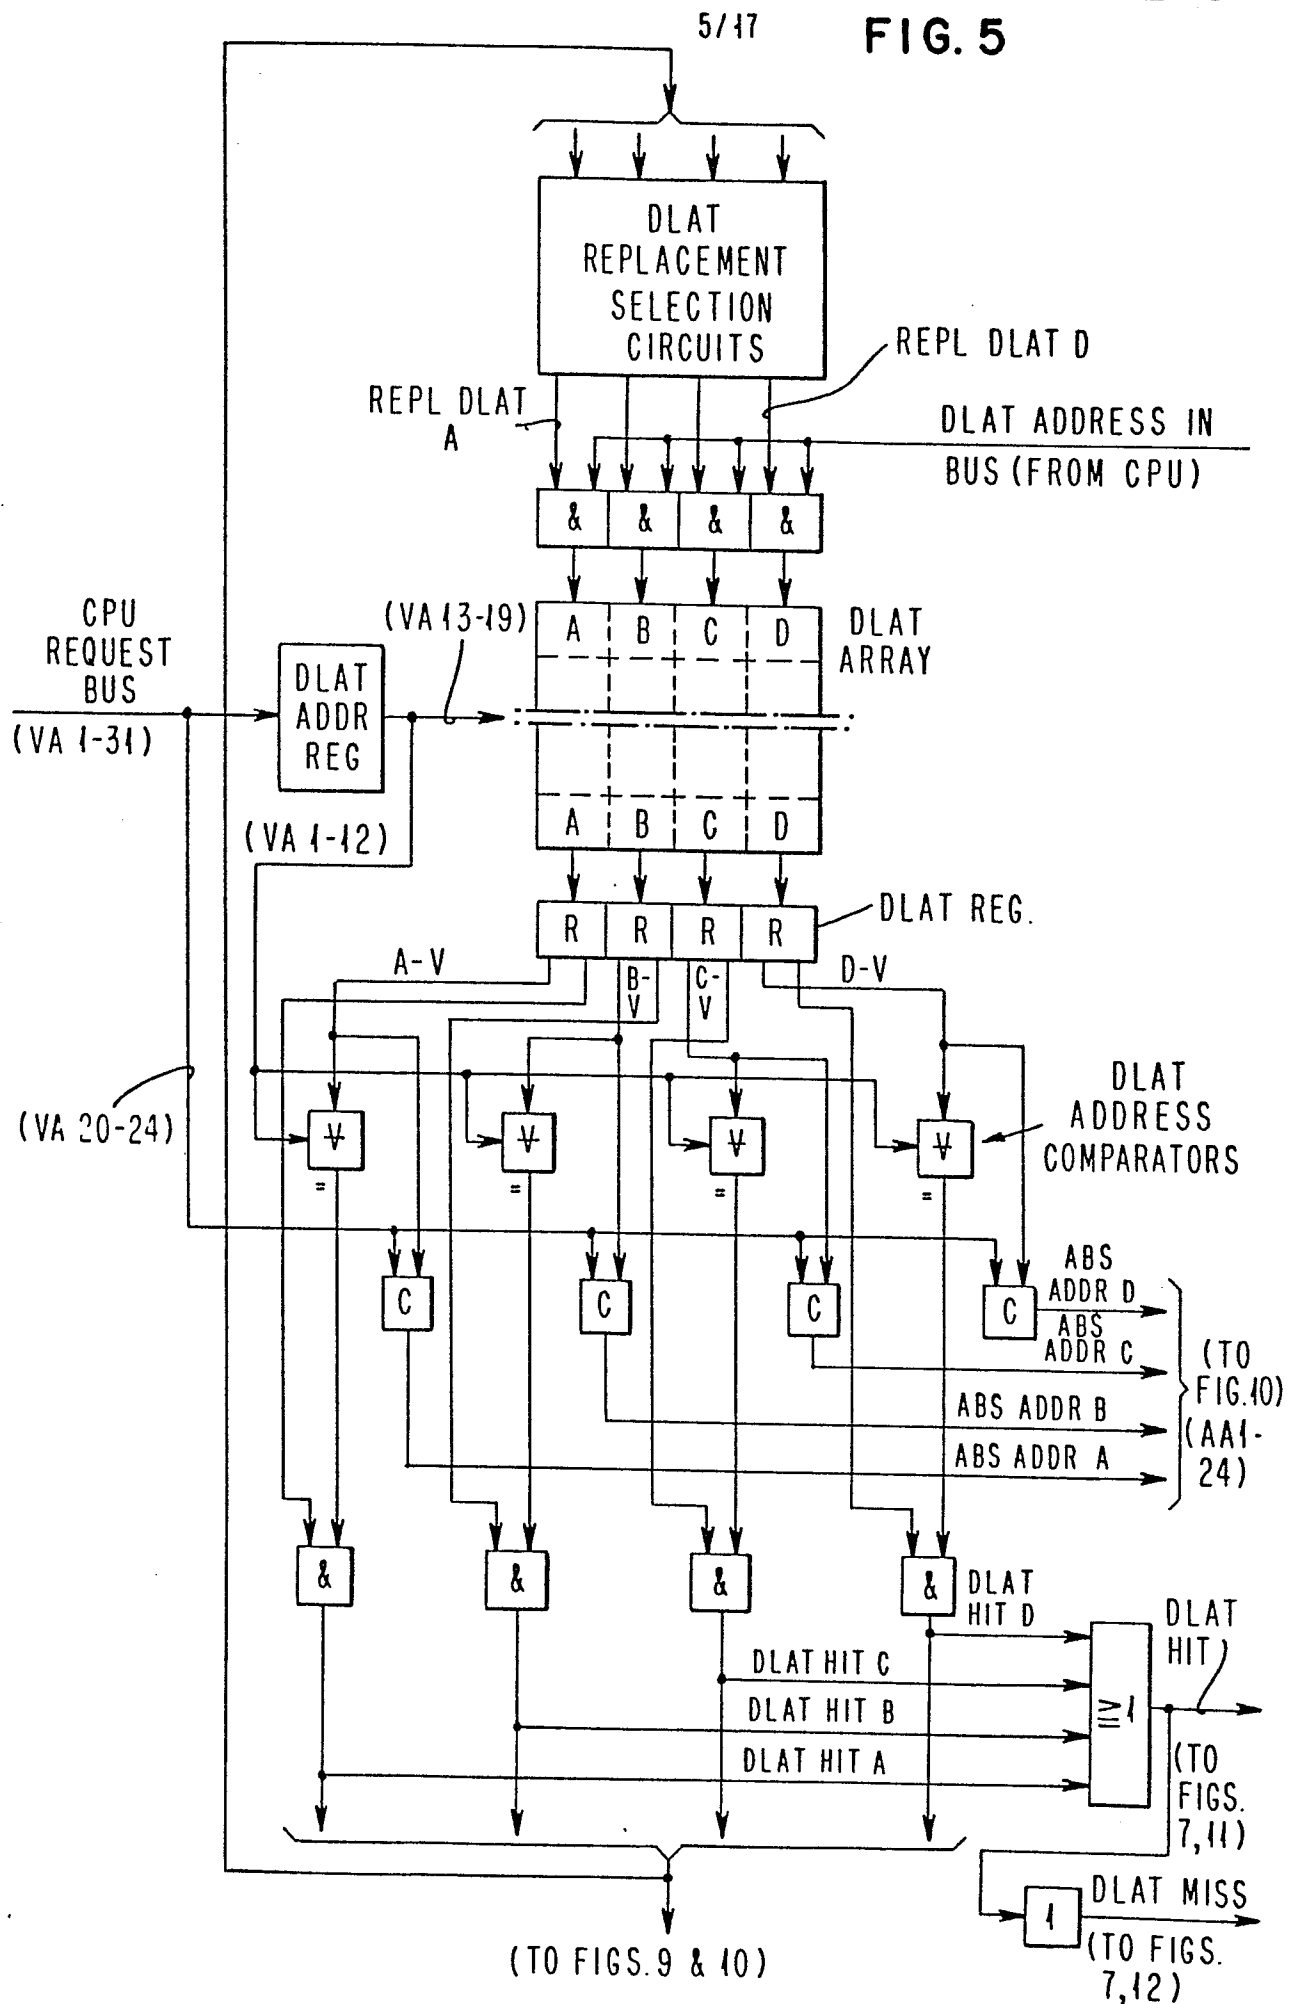 5/17
FIG. 5
DLAT
REPLACEMENT
SELECTION
CIRCUITS
REPL DLAT D
REPL DLAT
A
DLAT ADDRESS IN
BUS (FROM CPU)
& & & &
CPU
REQUEST
BUS
(VA 1-31)
DLAT
ADDR
REG
(VA 13-19)
A B C D
DLAT
ARRAY
A B C D
(VA 1-12)
R R R R
DLAT REG.
A-V
B-
V
C-
V
D-V
(VA 20-24)
V V V V
= = = =
DLAT
ADDRESS
COMPARATORS
C C C C
ABS
ADDR D
ABS
ADDR C
ABS ADDR B
ABS ADDR A
(TO
FIG.10)
(AA1-
24)
& & & &
DLAT
HIT D
DLAT HIT C
DLAT HIT B
DLAT HIT A
≥1
DLAT
HIT
(TO
FIGS.
7,11)
1
DLAT MISS
(TO FIGS.
7,12)
(TO FIGS. 9 & 10)